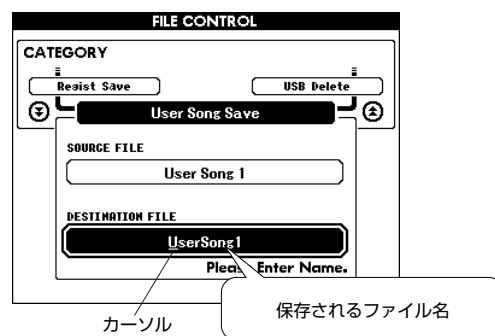 FILE CONTROL
CATEGORY
Regist Save
USB Delete
User Song Save
SOURCE FILE
User Song 1
DESTINATION FILE
UserSong1
Please Enter Name.
カーソル
保存されるファイル名